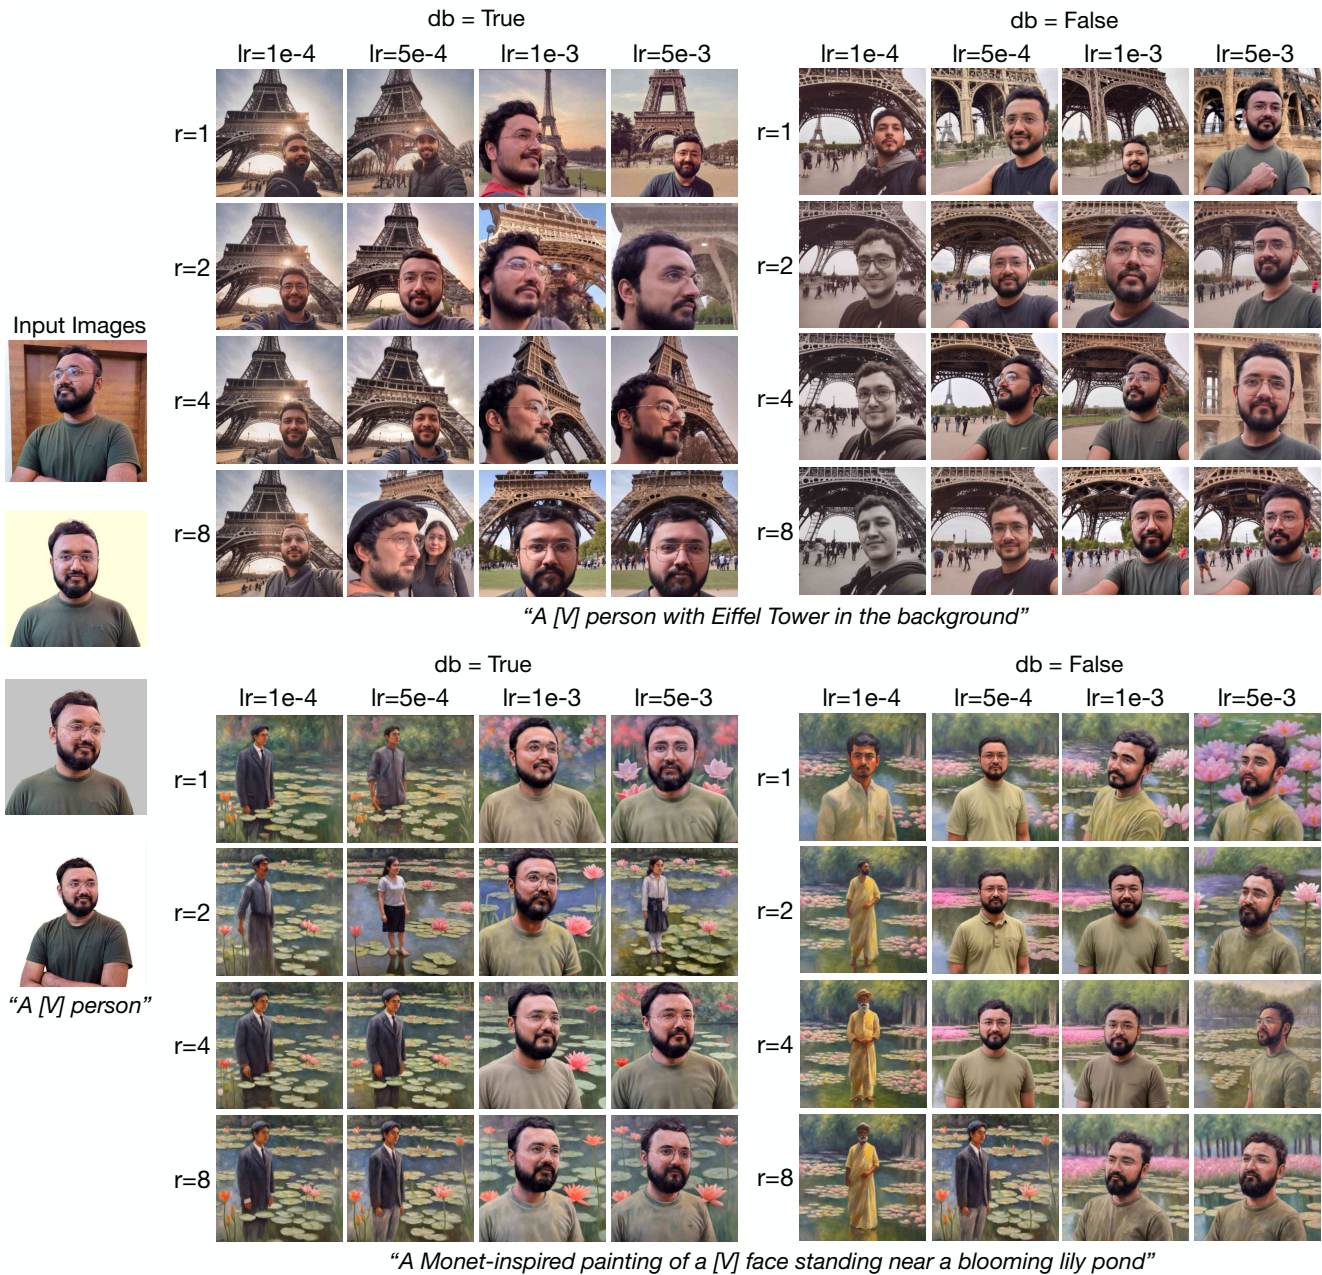 db = True
db = False
lr=1e-4 lr=5e-4 lr=1e-3 lr=5e-3
lr=1e-4 lr=5e-4 lr=1e-3 lr=5e-3
r=1
r=1
r=2
r=2
Input Images
r=4
r=4
r=8
r=8
“A [V] person with Eiffel Tower in the background”
db = True
db = False
lr=1e-4 lr=5e-4 lr=1e-3 lr=5e-3
lr=1e-4 lr=5e-4 lr=1e-3 lr=5e-3
r=1
r=1
r=2
r=2
“A [V] person”
r=4
r=4
r=8
r=8
“A Monet-inspired painting of a [V] face standing near a blooming lily pond”